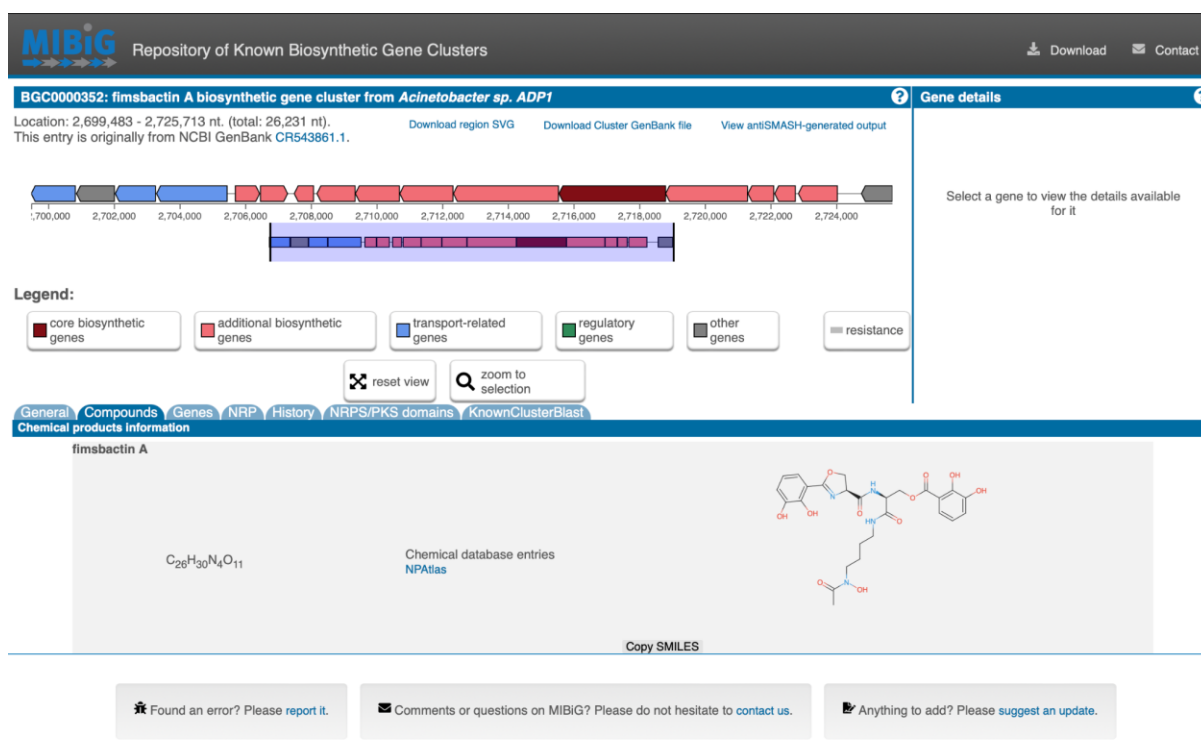 MIBiG Repository of Known Biosynthetic Gene Clusters
Download Contact
BGC0000352: fimsbactin A biosynthetic gene cluster from Acinetobacter sp. ADP1 ?
Gene details
Location: 2,699,483 - 2,725,713 nt. (total: 26,231 nt).
This entry is originally from NCBI GenBank CR543861.1.
Download region SVG Download Cluster GenBank file View antiSMASH-generated output
Select a gene to view the details available
for it
:,700,000 2,702,000 2,704,000 2,706,000 2,708,000 2,710,000 2,712,000 2,714,000 2,716,000 2,718,000 2,720,000 2,722,000 2,724,000
Legend:
core biosynthetic
genes
additional biosynthetic
genes
transport-related
genes
regulatory
genes
other
genes
resistance
reset view
zoom to
selection
General Compounds Genes NRP History NRPS/PKS domains KnownClusterBlast
Chemical products information
fimsbactin A
C26H30N4O11
Chemical database entries
NPAtlas
O N OH OH O H N O O OH OH HN O O N OH
Copy SMILES
Found an error? Please report it.
Comments or questions on MIBiG? Please do not hesitate to contact us.
Anything to add? Please suggest an update.